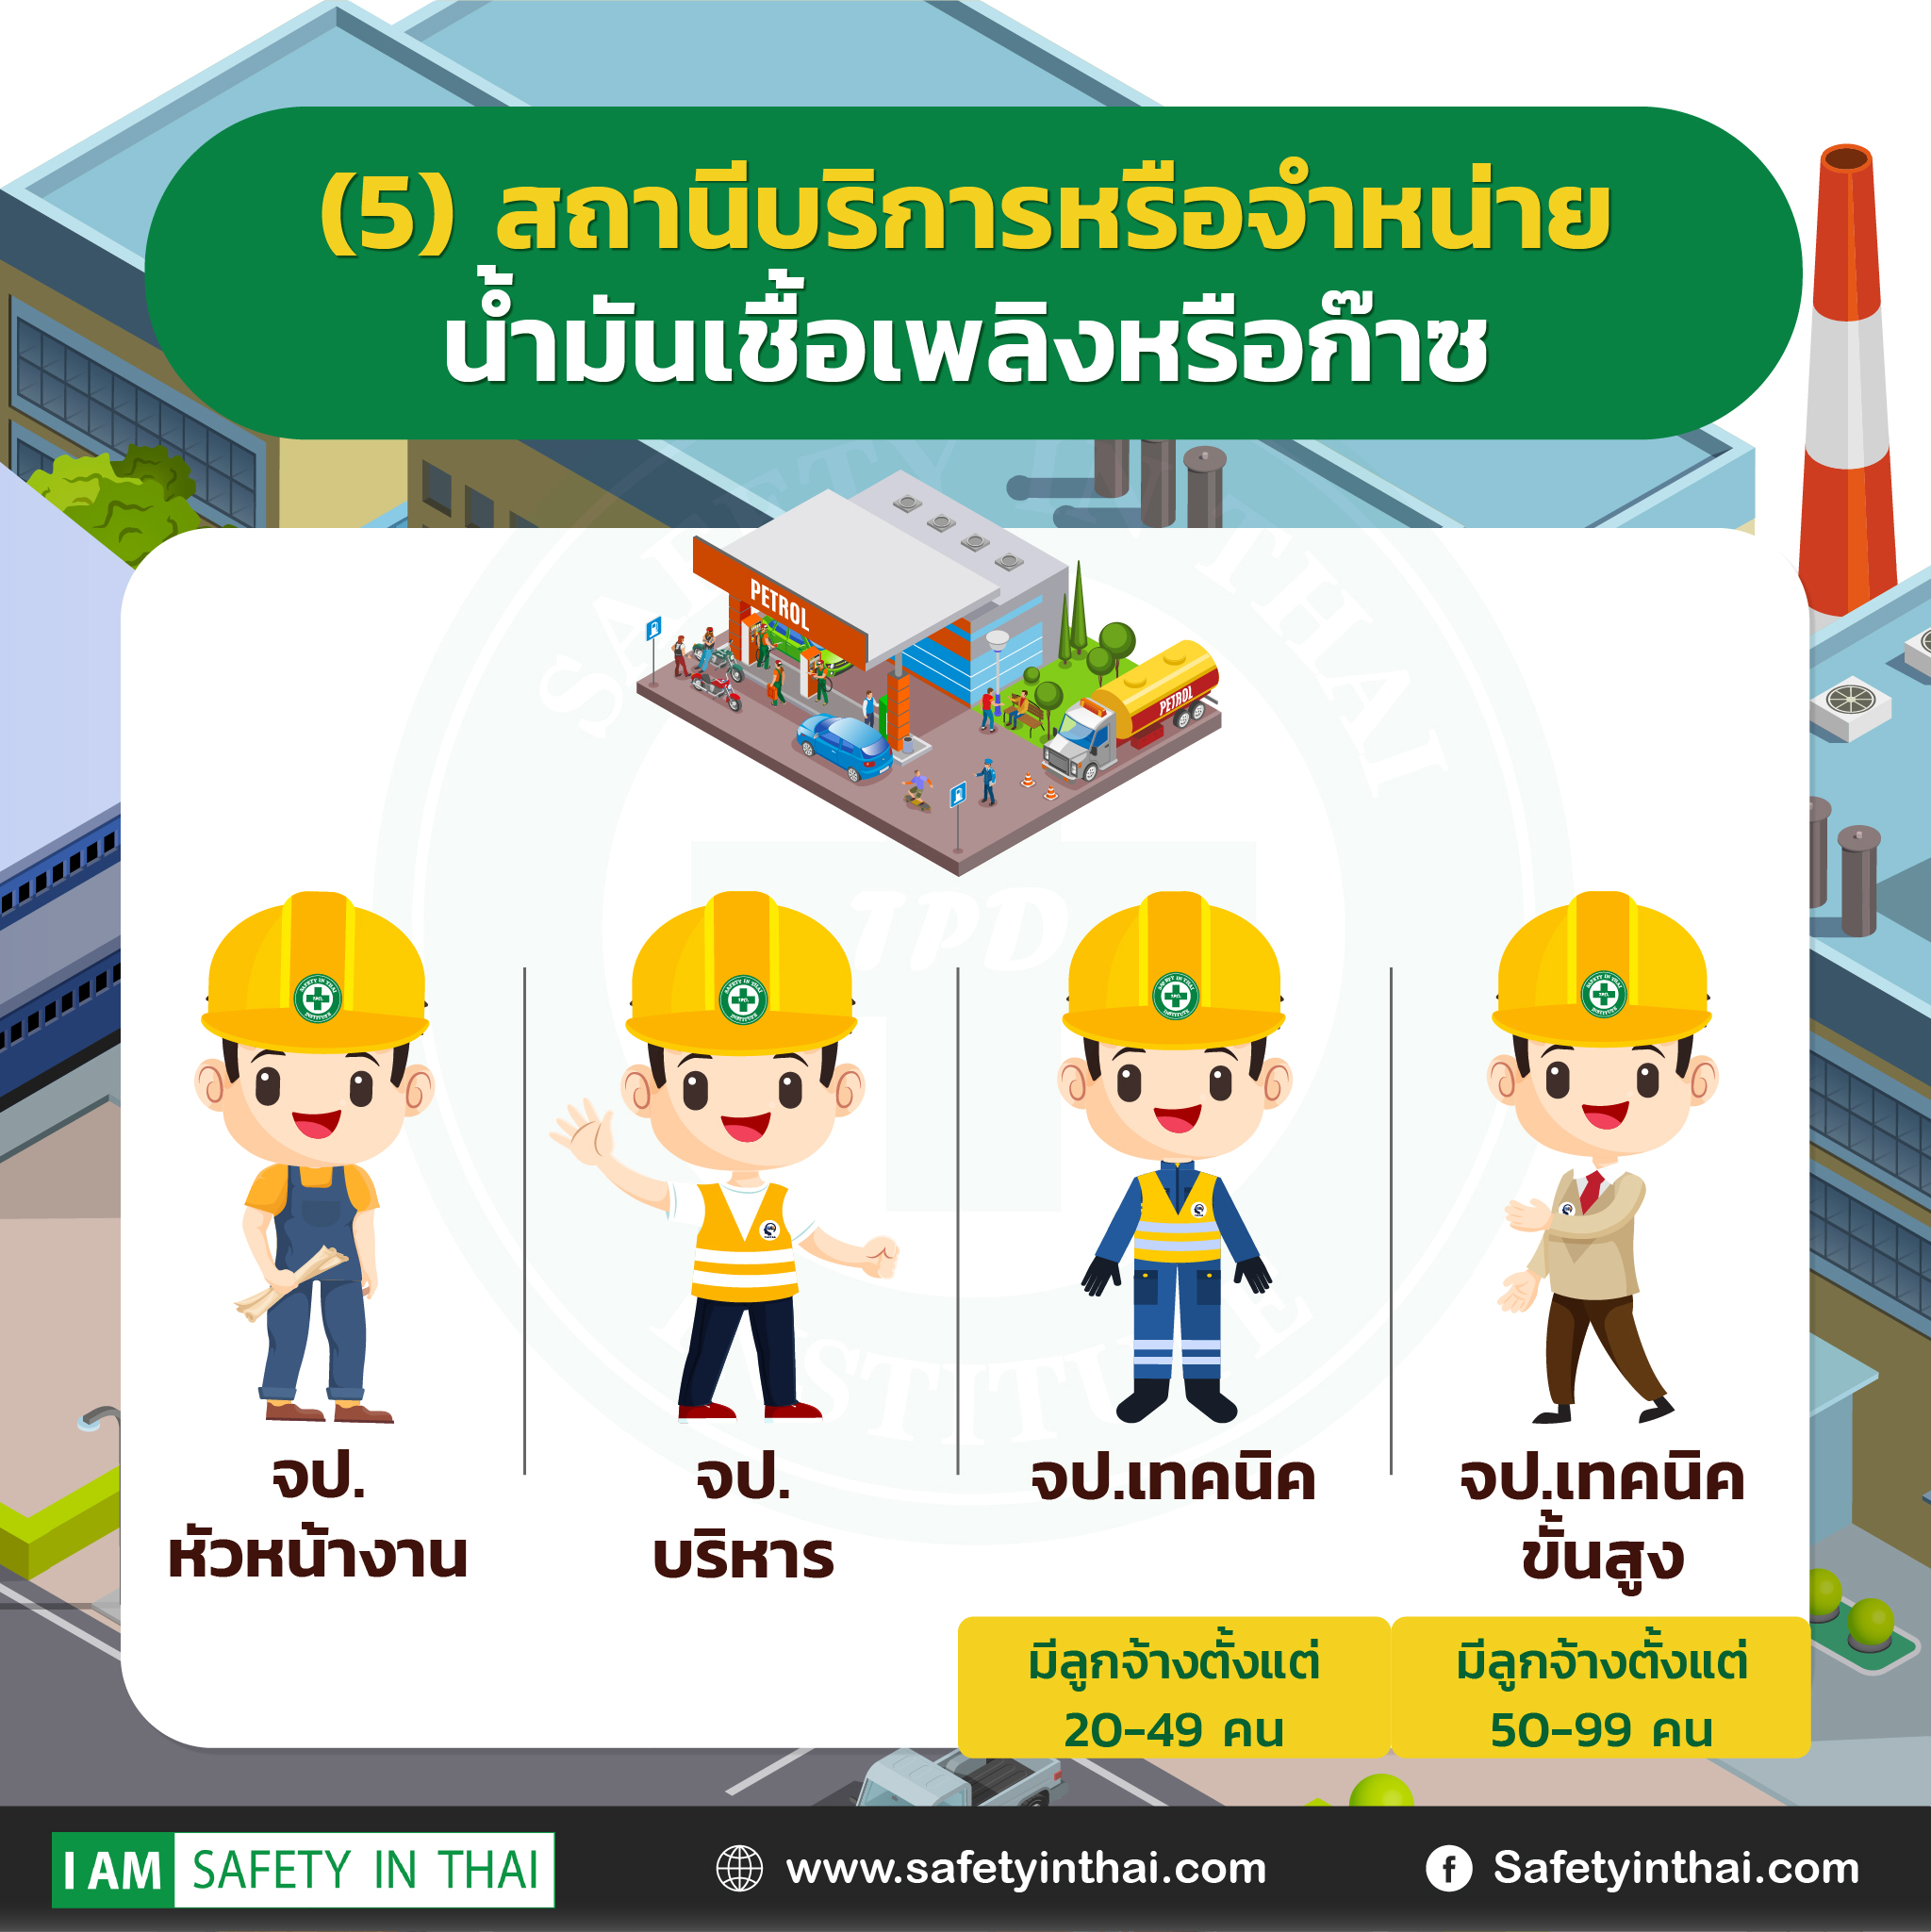 (5) สถานีบริการหรือจำหน่าย
น้ำมันเชื้อเพลิงหรือก๊าซ
SAFETY IN THAI
PETROL
PETROL
IPD
INSTITUTE
จป.
หัวหน้างาน
จป.
บริหาร
จป.เทคนิค
จป.เทคนิค
ขั้นสูง
มีลูกจ้างตั้งแต่
20-49 คน
มีลูกจ้างตั้งแต่
50-99 คน
I AM SAFETY IN THAI
www.safetyinthai.com
Safetyinthai.com